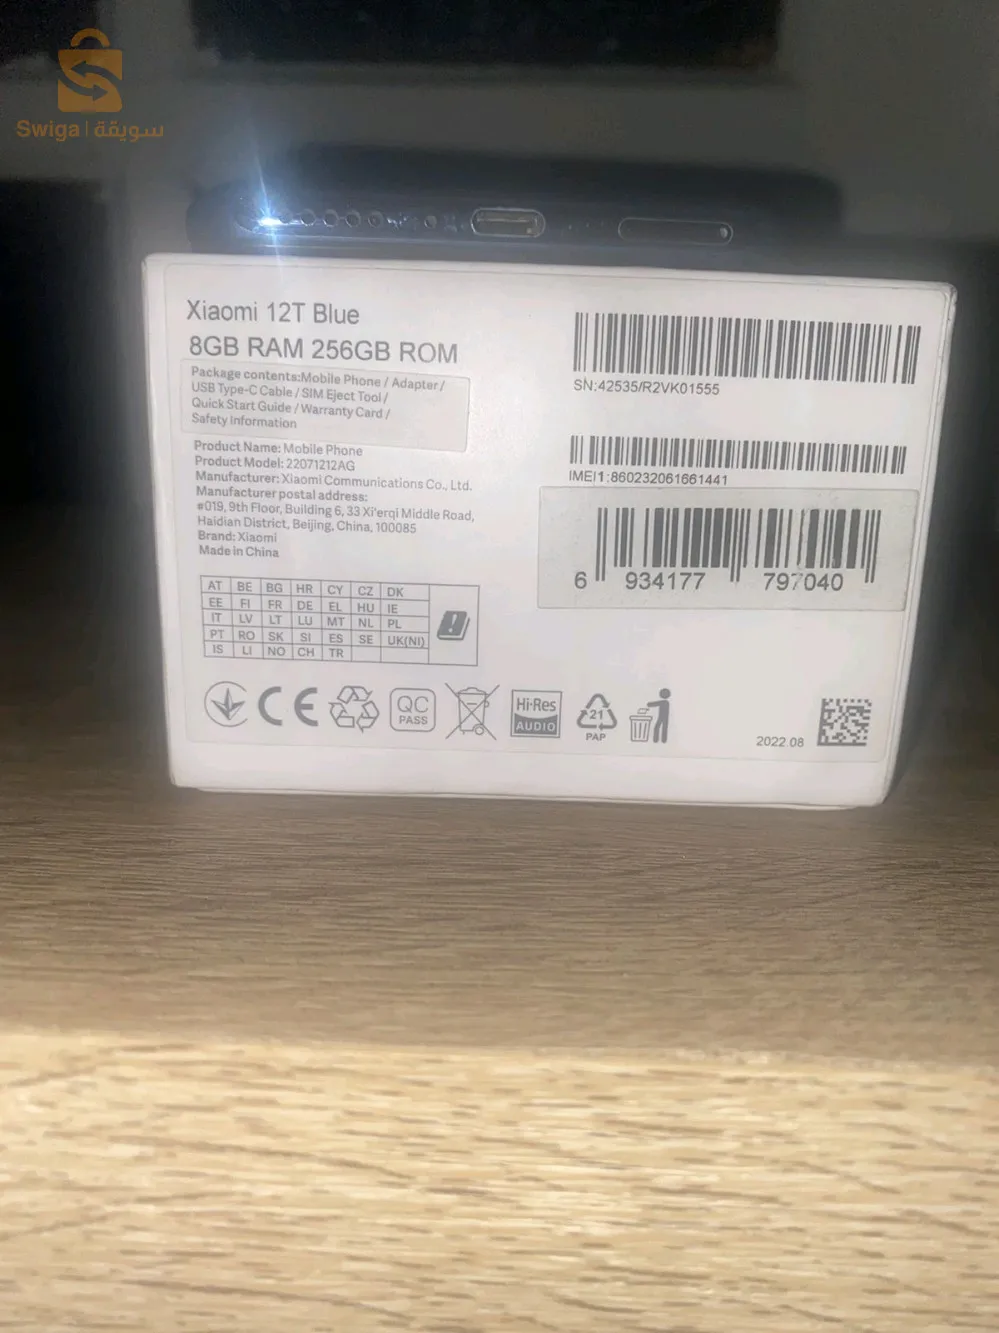 Swiga | سويقة
Xiaomi 12T Blue
8GB RAM 256GB ROM
Package contents:Mobile Phone / Adapter /
USB Type-C Cable / SIM Eject Tool /
Quick Start Guide / Warranty Card /
Safety Information
Product Name: Mobile Phone
Product Model: 22071212AG
Manufacturer: Xiaomi Communications Co., Ltd.
Manufacturer postal address:
#019, 9th Floor, Building 6, 33 Xi'erqi Middle Road,
Haidian District, Beijing, China, 100085
Brand: Xiaomi
Made in China
AT BE BG HR CY CZ DK
EE FI FR DE EL HU IE
IT LV LT LU MT NL PL
PT RO SK SI ES SE UK(NI)
IS LI NO CH TR
SN:42535/R2VK01555
IMEI1:860232061661441
6 934177 797040
CE
QC
PASS
Hi-Res
AUDIO
21
PAP
2022.08